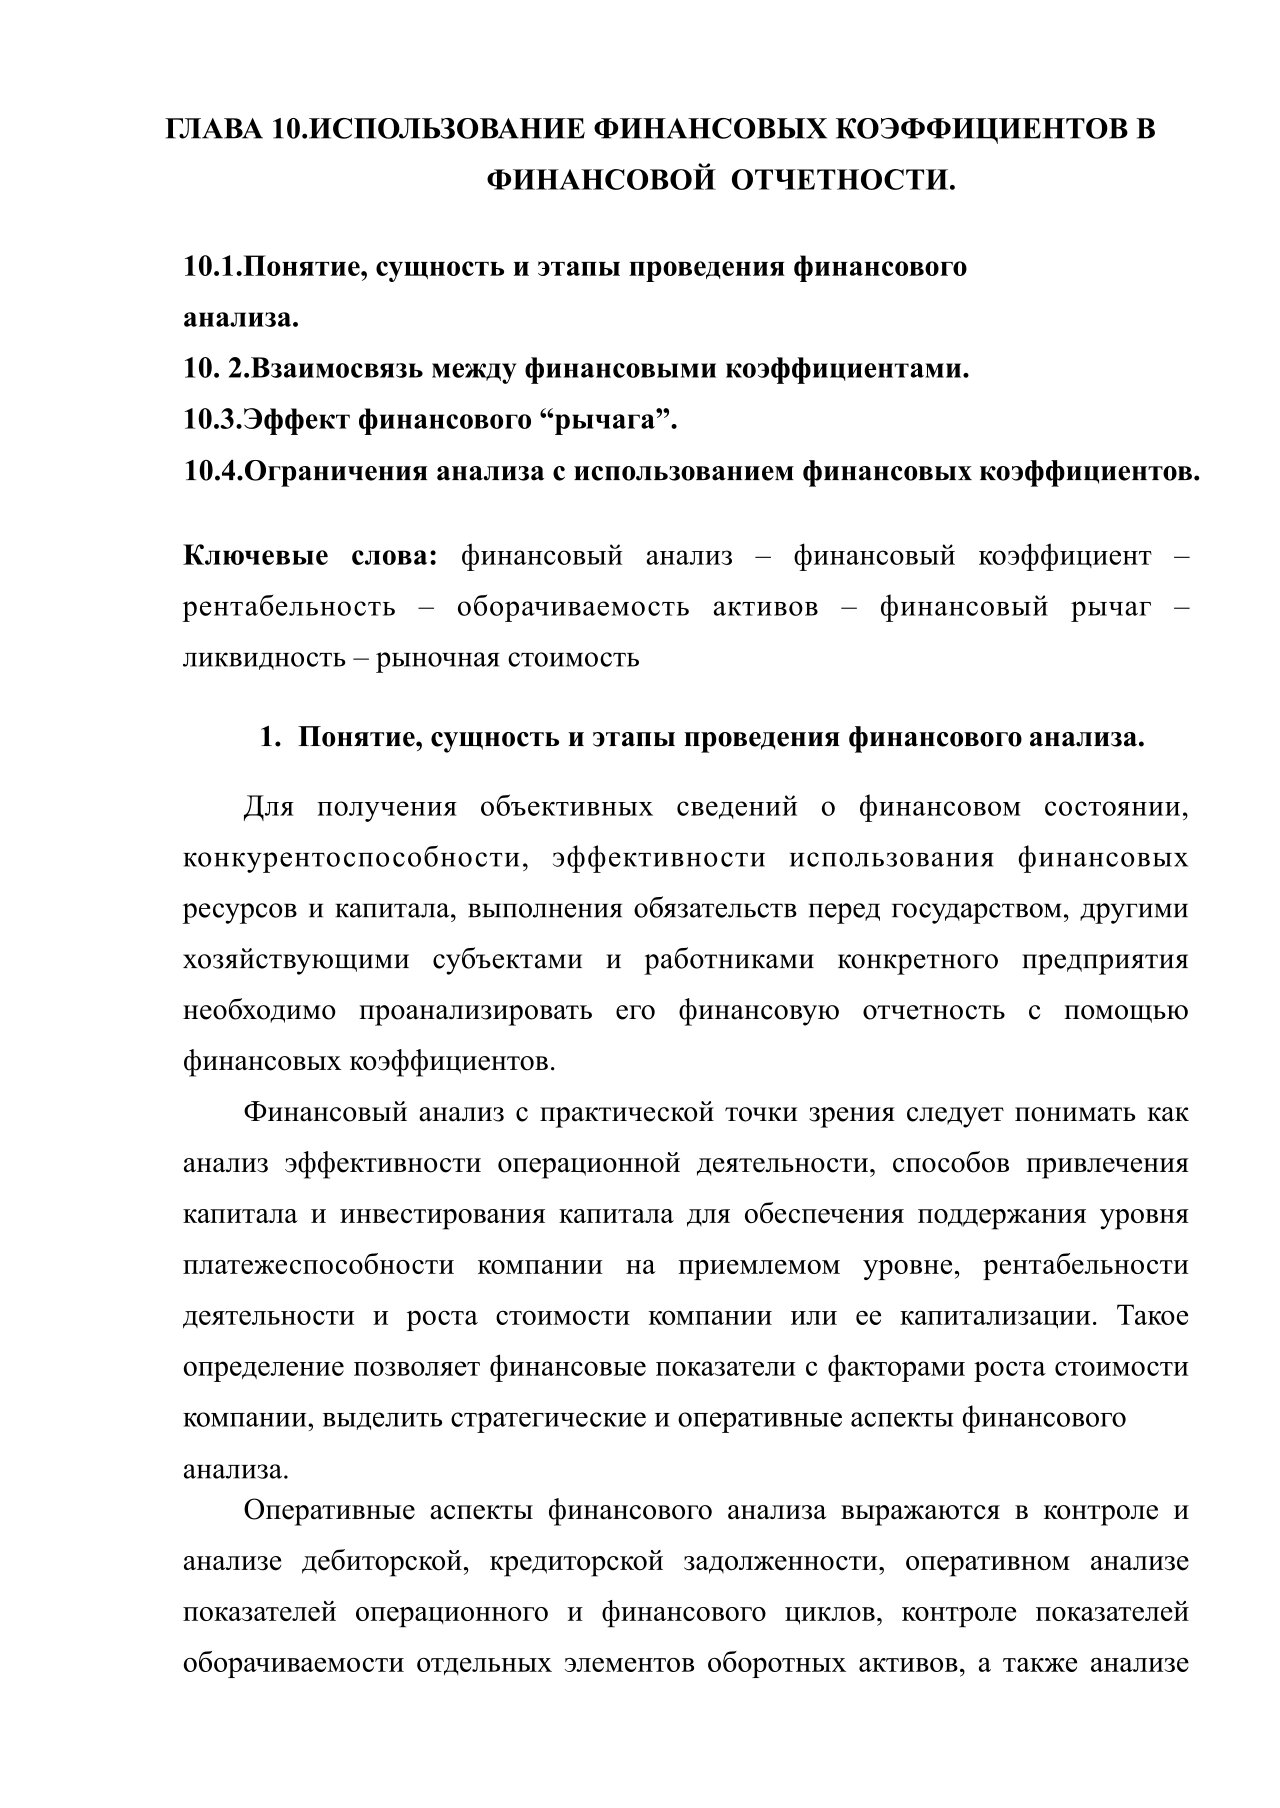 ГЛАВА 10.ИСПОЛЬЗОВАНИЕ ФИНАНСОВЫХ КОЭФФИЦИЕНТОВ В
ФИНАНСОВОЙ ОТЧЕТНОСТИ.
10.1.Понятие, сущность и этапы проведения финансового
анализа.
10. 2.Взаимосвязь между финансовыми коэффициентами.
10.3.Эффект финансового “рычага”.
10.4.Ограничения анализа с использованием финансовых коэффициентов.
Ключевые слова: финансовый анализ – финансовый коэффициент –
рентабельность – оборачиваемость активов – финансовый рычаг –
ликвидность – рыночная стоимость
1. Понятие, сущность и этапы проведения финансового анализа.
Для получения объективных сведений о финансовом состоянии,
конкурентоспособности, эффективности использования финансовых
ресурсов и капитала, выполнения обязательств перед государством, другими
хозяйствующими субъектами и работниками конкретного предприятия
необходимо проанализировать его финансовую отчетность с помощью
финансовых коэффициентов.
Финансовый анализ с практической точки зрения следует понимать как
анализ эффективности операционной деятельности, способов привлечения
капитала и инвестирования капитала для обеспечения поддержания уровня
платежеспособности компании на приемлемом уровне, рентабельности
деятельности и роста стоимости компании или ее капитализации. Такое
определение позволяет финансовые показатели с факторами роста стоимости
компании, выделить стратегические и оперативные аспекты финансового
анализа.
Оперативные аспекты финансового анализа выражаются в контроле и
анализе дебиторской, кредиторской задолженности, оперативном анализе
показателей операционного и финансового циклов, контроле показателей
оборачиваемости отдельных элементов оборотных активов, а также анализе